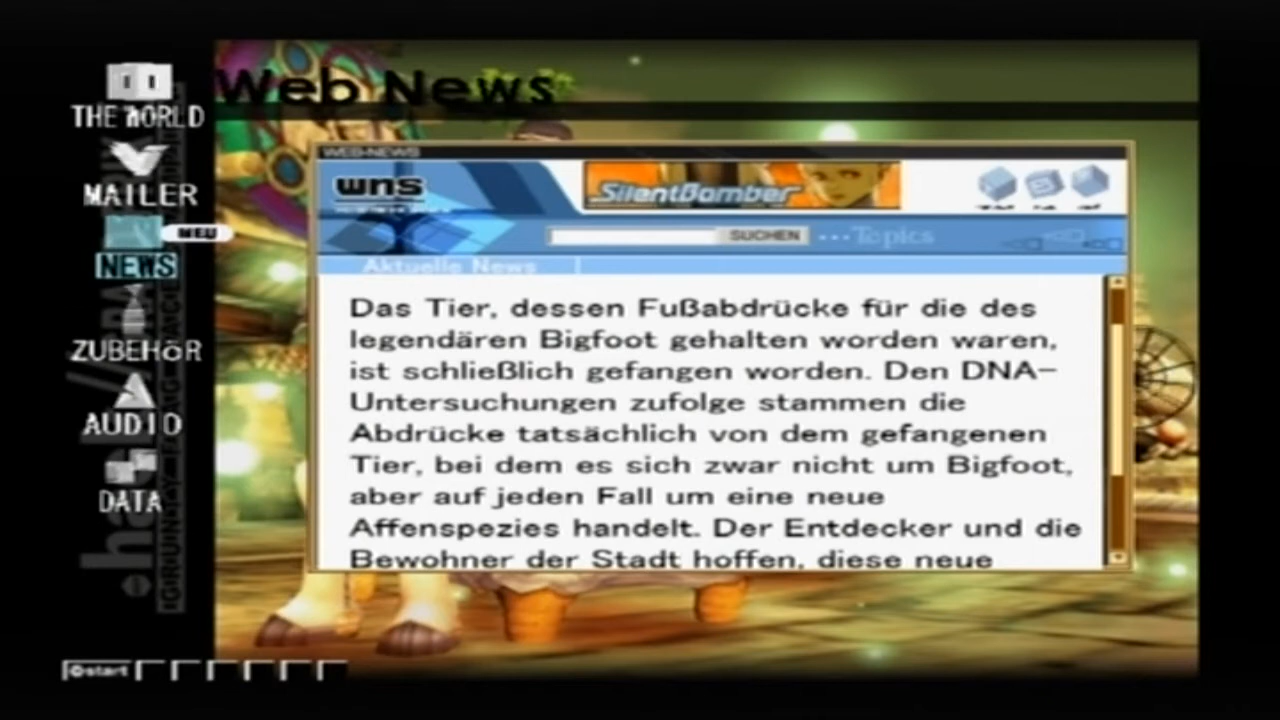 Web News
THE WORLD
MAILER
NEU
NEWS
ZUBEHÖR
AUDIO
DATA
start
WEB-NEWS
wns
SilentBomber
SUCHEN
...Topics
Aktuelle News
Das Tier, dessen Fußabdrücke für die des
legendären Bigfoot gehalten worden waren,
ist schließlich gefangen worden. Den DNA-
Untersuchungen zufolge stammen die
Abdrücke tatsächlich von dem gefangenen
Tier, bei dem es sich zwar nicht um Bigfoot,
aber auf jeden Fall um eine neue
Affenspezies handelt. Der Entdecker und die
Bewohner der Stadt hoffen, diese neue